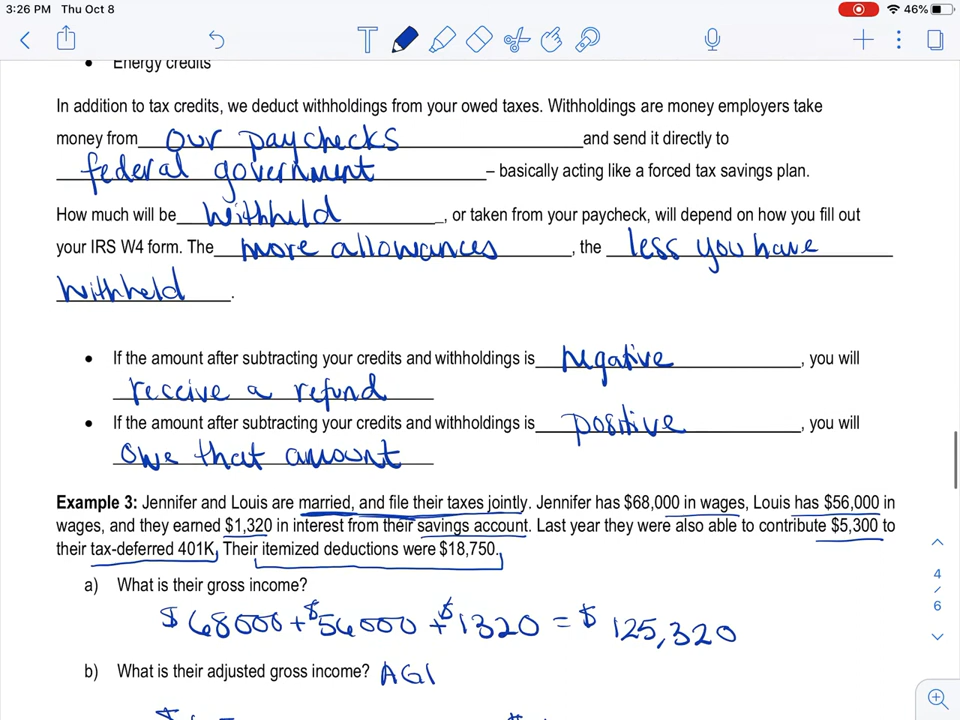 3:26 PM Thu Oct 8
46%
T
• Energy credits
In addition to tax credits, we deduct withholdings from your owed taxes. Withholdings are money employers take
money from our paychecks and send it directly to
federal government – basically acting like a forced tax savings plan.
How much will be withheld, or taken from your paycheck, will depend on how you fill out
your IRS W4 form. The more allowances, the less you have
withheld.
• If the amount after subtracting your credits and withholdings is negative, you will
receive a refund
• If the amount after subtracting your credits and withholdings is positive, you will
owe that amount
Example 3: Jennifer and Louis are married, and file their taxes jointly. Jennifer has $68,000 in wages, Louis has $56,000 in
wages, and they earned $1,320 in interest from their savings account. Last year they were also able to contribute $5,300 to
their tax-deferred 401K. Their itemized deductions were $18,750.
4
/
6
a) What is their gross income?
$68000 + $56000 + $1320 = $125,320
b) What is their adjusted gross income? AGI